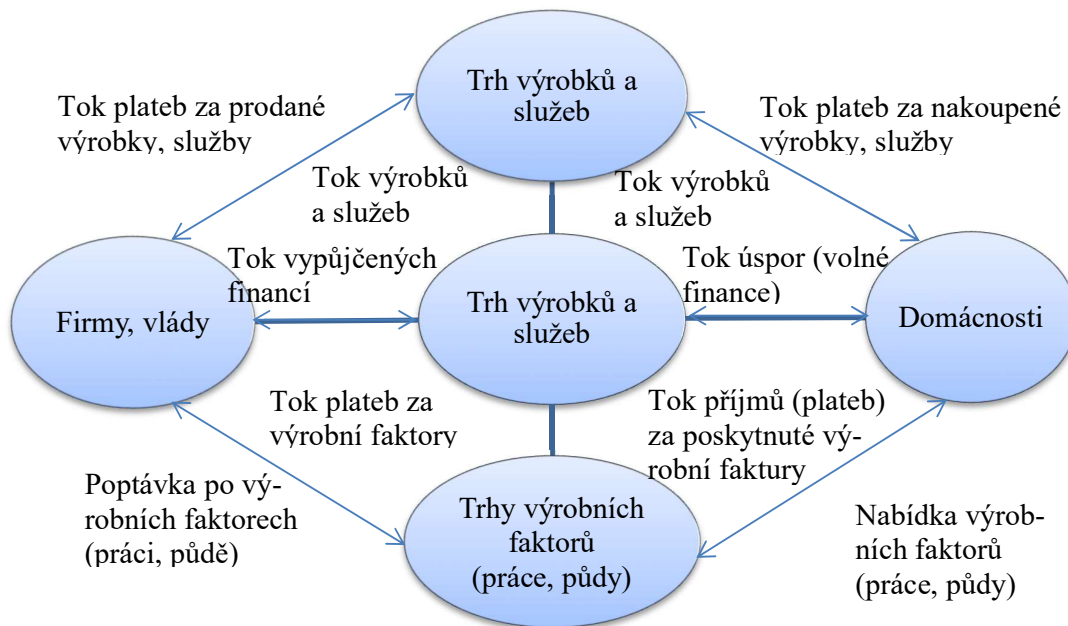 Trh výrobků a
služeb
Tok plateb za prodané
výrobky, služby
Tok plateb za nakoupené
výrobky, služby
Tok výrobků
a služeb
Tok výrobků
a služeb
Tok vypůjčených
financí
Tok úspor (volné
finance)
Firmy, vlády
Trh výrobků a
služeb
Domácnosti
Tok plateb za
výrobní faktory
Tok příjmů (plateb)
za poskytnuté vý-
robní faktury
Poptávka po vý-
robních faktorech
(práci, půdě)
Trhy výrobních
faktorů
(práce, půdy)
Nabídka výrob-
ních faktorů
(práce, půdy)